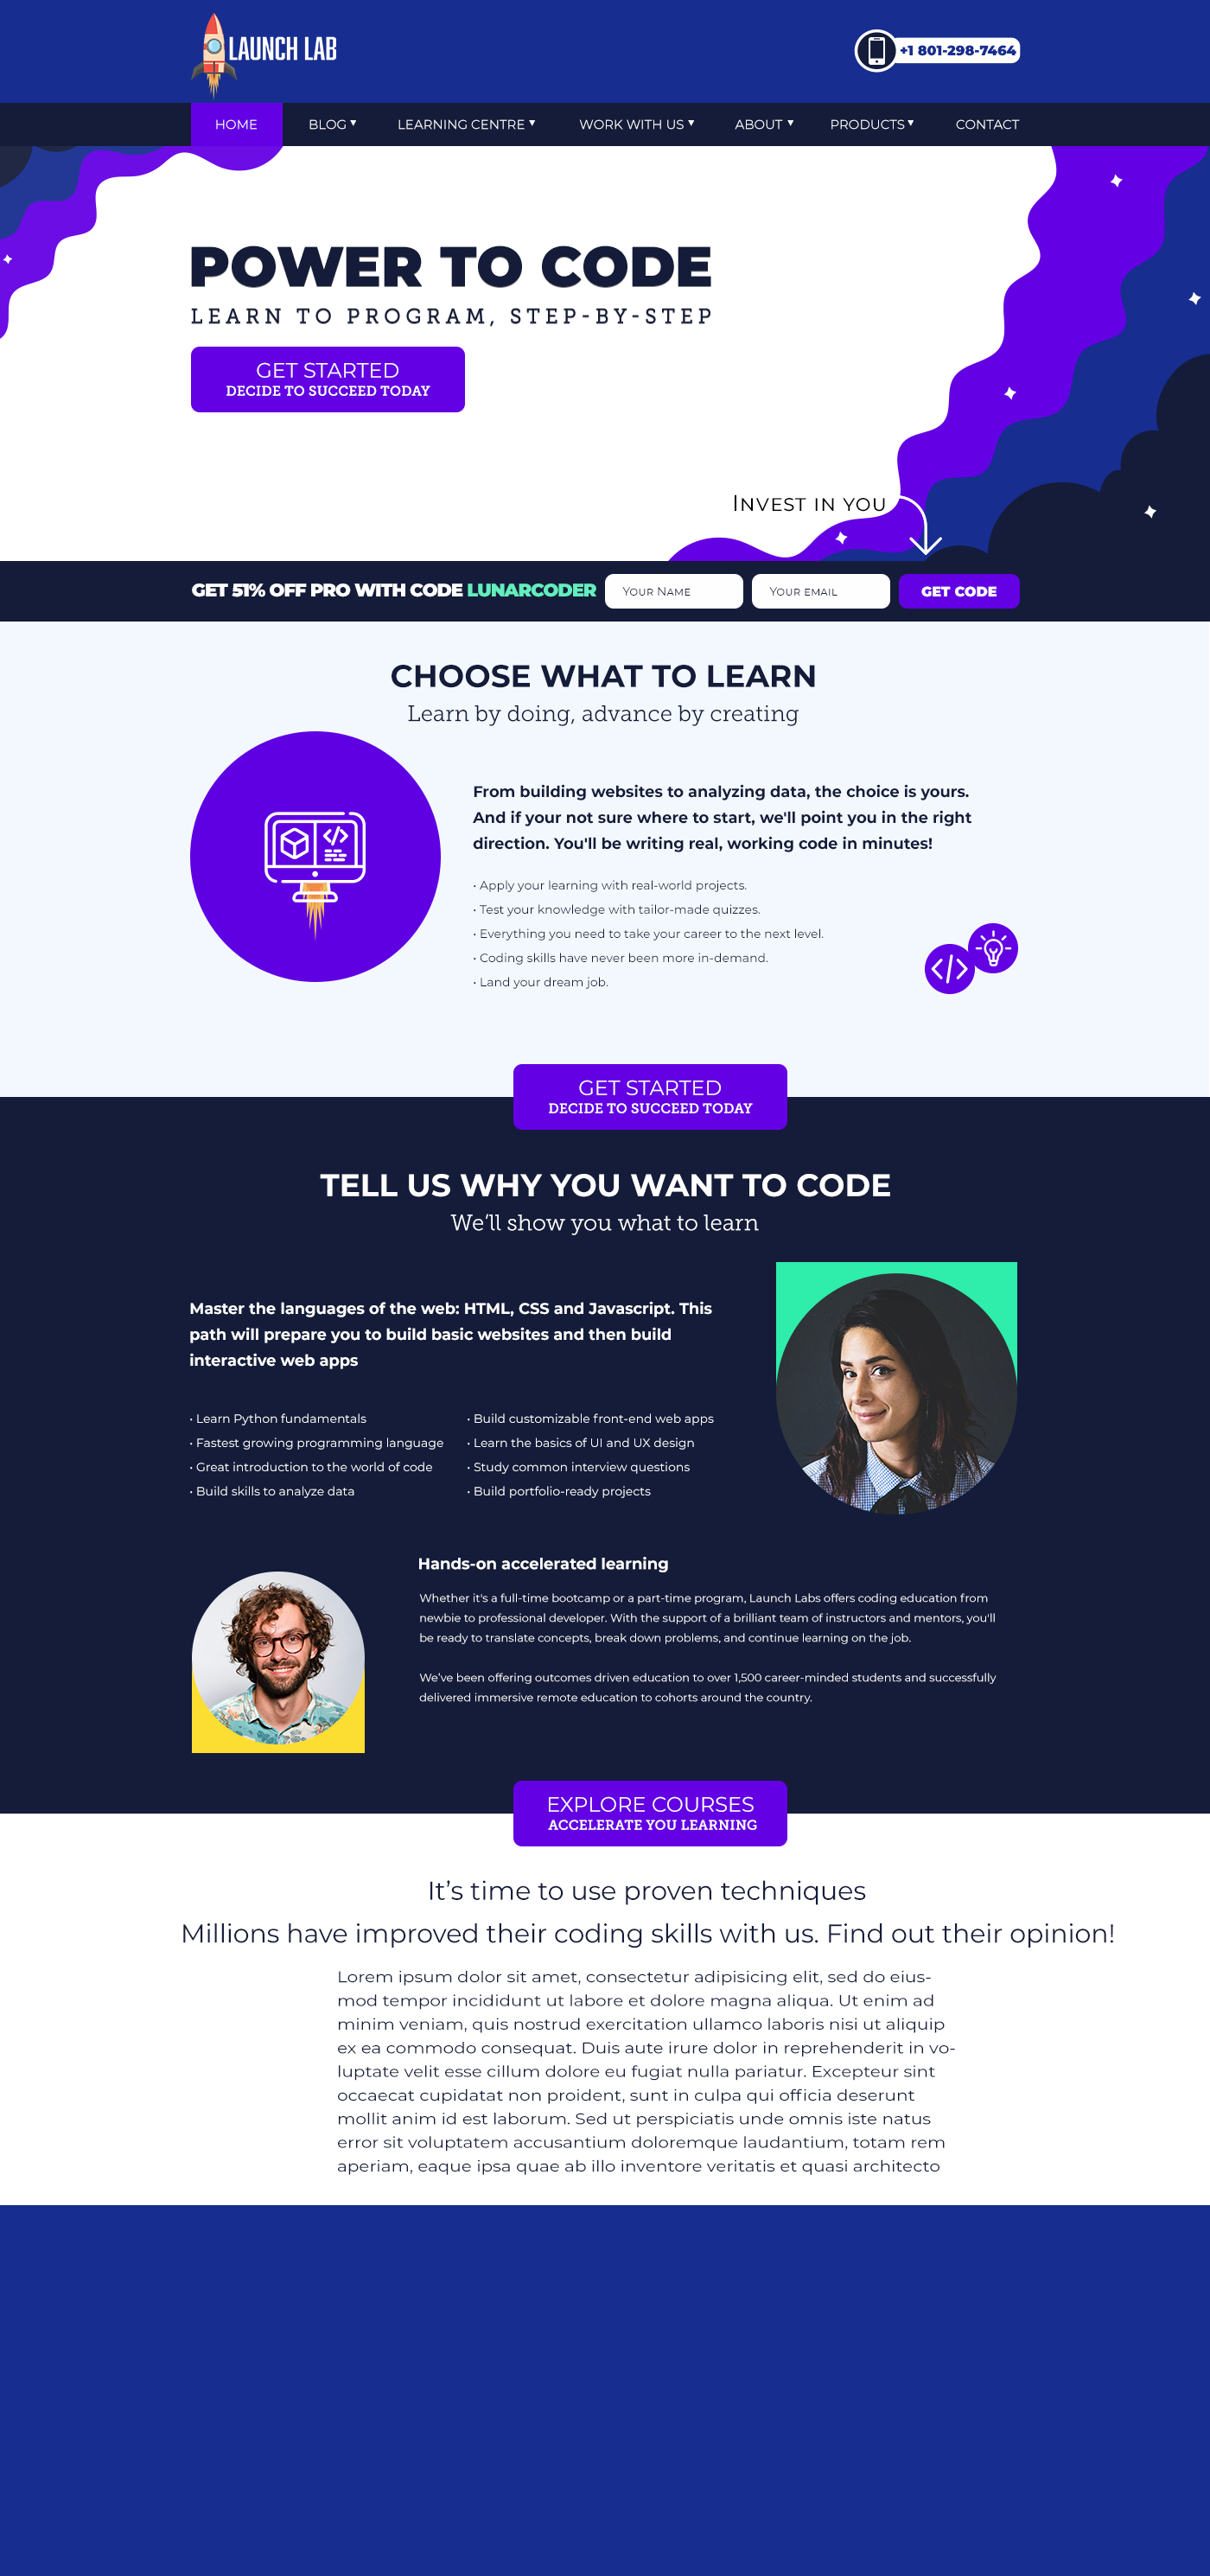 LAUNCH LAB
+1 801-298-7464
HOME BLOG LEARNING CENTRE WORK WITH US ABOUT PRODUCTS CONTACT
POWER TO CODE
LEARN TO PROGRAM, STEP-BY-STEP
GET STARTED
DECIDE TO SUCCEED TODAY
INVEST IN YOU
GET 51% OFF PRO WITH CODE LUNARCODER YOUR NAME YOUR EMAIL GET CODE
CHOOSE WHAT TO LEARN
Learn by doing, advance by creating
From building websites to analyzing data, the choice is yours.
And if your not sure where to start, we'll point you in the right
direction. You'll be writing real, working code in minutes!
• Apply your learning with real-world projects.
• Test your knowledge with tailor-made quizzes.
• Everything you need to take your career to the next level.
• Coding skills have never been more in-demand.
• Land your dream job.
GET STARTED
DECIDE TO SUCCEED TODAY
TELL US WHY YOU WANT TO CODE
We’ll show you what to learn
Master the languages of the web: HTML, CSS and Javascript. This
path will prepare you to build basic websites and then build
interactive web apps
• Learn Python fundamentals
• Fastest growing programming language
• Great introduction to the world of code
• Build skills to analyze data
• Build customizable front-end web apps
• Learn the basics of UI and UX design
• Study common interview questions
• Build portfolio-ready projects
Hands-on accelerated learning
Whether it's a full-time bootcamp or a part-time program, Launch Labs offers coding education from
newbie to professional developer. With the support of a brilliant team of instructors and mentors, you'll
be ready to translate concepts, break down problems, and continue learning on the job.
We've been offering outcomes driven education to over 1,500 career-minded students and successfully
delivered immersive remote education to cohorts around the country.
EXPLORE COURSES
ACCELERATE YOU LEARNING
It’s time to use proven techniques
Millions have improved their coding skills with us. Find out their opinion!
Lorem ipsum dolor sit amet, consectetur adipisicing elit, sed do eius-
mod tempor incididunt ut labore et dolore magna aliqua. Ut enim ad
minim veniam, quis nostrud exercitation ullamco laboris nisi ut aliquip
ex ea commodo consequat. Duis aute irure dolor in reprehenderit in vo-
luptate velit esse cillum dolore eu fugiat nulla pariatur. Excepteur sint
occaecat cupidatat non proident, sunt in culpa qui officia deserunt
mollit anim id est laborum. Sed ut perspiciatis unde omnis iste natus
error sit voluptatem accusantium doloremque laudantium, totam rem
aperiam, eaque ipsa quae ab illo inventore veritatis et quasi architecto